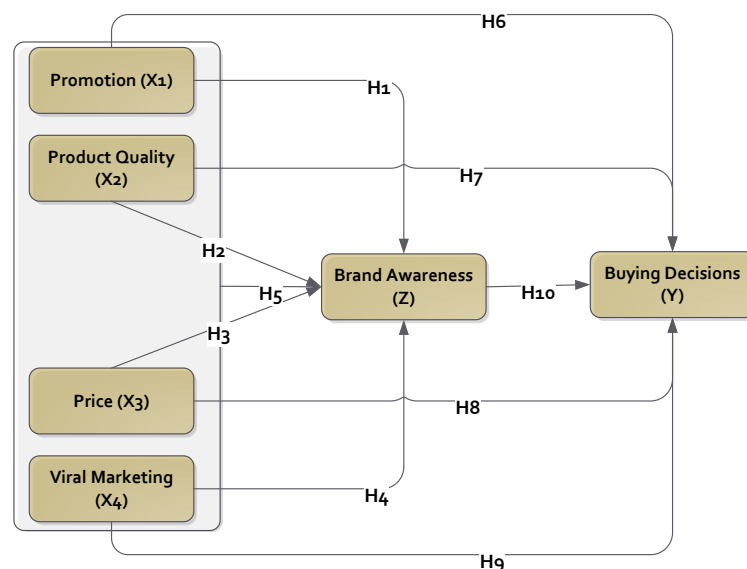 H6
Promotion (X1)
H1
Product Quality
(X2)
H7
H2
Brand Awareness
(Z)
Buying Decisions
(Y)
H5
H10
H3
Price (X3)
H8
Viral Marketing
(X4)
H4
H9